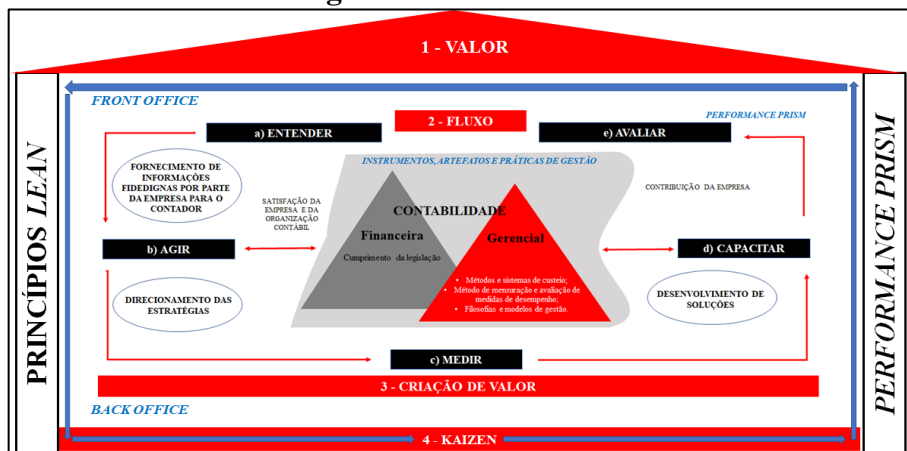 1 - VALOR
PRINCÍPIOS LEAN
FRONT OFFICE
2 - FLUXO
PERFORMANCE PRISM
a) ENTENDER
e) AVALIAR
INSTRUMENTOS, ARTEFATOS E PRÁTICAS DE GESTÃO
FORNECIMENTO DE
INFORMAÇÕES
FIDEDIGNAS POR PARTE
DA EMPRESA PARA O
CONTADOR
SATISFAÇÃO DA
EMPRESA E DA
ORGANIZAÇÃO
CONTÁBIL
CONTRIBUIÇÃO DA EMPRESA
CONTABILIDADE
Financeira
Gerencial
Cumprimento da legislação
b) AGIR
d) CAPACITAR
• Métodos e sistemas de custeio;
• Método de mensuração e avaliação de
medidas de desempenho;
• Filosofias e modelos de gestão.
DIRECIONAMENTO DAS
ESTRATÉGIAS
DESENVOLVIMENTO DE
SOLUÇÕES
c) MEDIR
3 - CRIAÇÃO DE VALOR
BACK OFFICE
4 - KAIZEN
PERFORMANCE PRISM